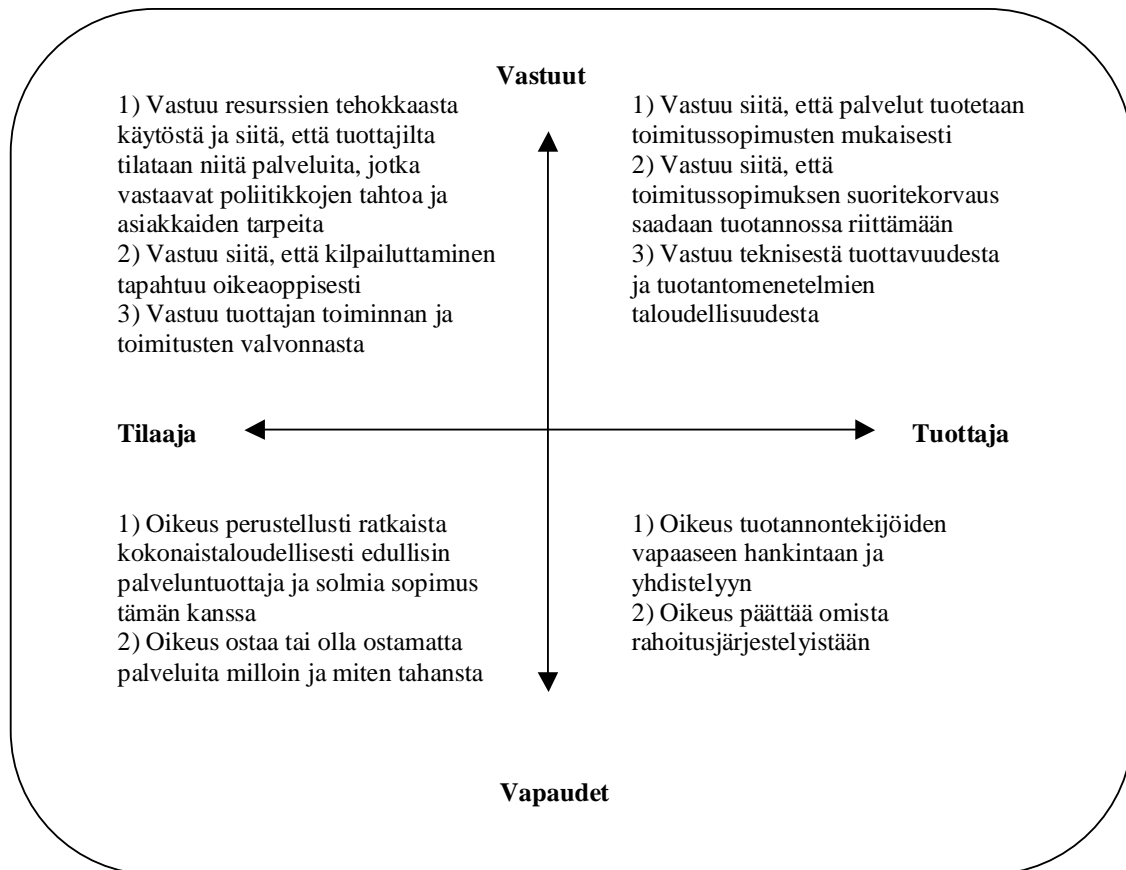 Vastuut
1) Vastuu resurssien tehokkaasta
käytöstä ja siitä, että tuottajilta
tilataan niitä palveluita, jotka
vastaavat poliitikkojen tahtoa ja
asiakkaiden tarpeita
2) Vastuu siitä, että kilpailuttaminen
tapahtuu oikeaoppisesti
3) Vastuu tuottajan toiminnan ja
toimitusten valvonnasta
1) Vastuu siitä, että palvelut tuotetaan
toimitussopimusten mukaisesti
2) Vastuu siitä, että
toimitussopimuksen suoritekorvaus
saadaan tuotannossa riittämään
3) Vastuu teknisestä tuottavuudesta
ja tuotantomenetelmien
taloudellisuudesta
Tilaaja
Tuottaja
1) Oikeus perustellusti ratkaista
kokonaistaloudellisesti edullisin
palveluntuottaja ja solmia sopimus
tämän kanssa
2) Oikeus ostaa tai olla ostamatta
palveluita milloin ja miten tahansta
1) Oikeus tuotannontekijöiden
vapaaseen hankintaan ja
yhdistelyyn
2) Oikeus päättää omista
rahoitusjärjestelyistään
Vapaudet